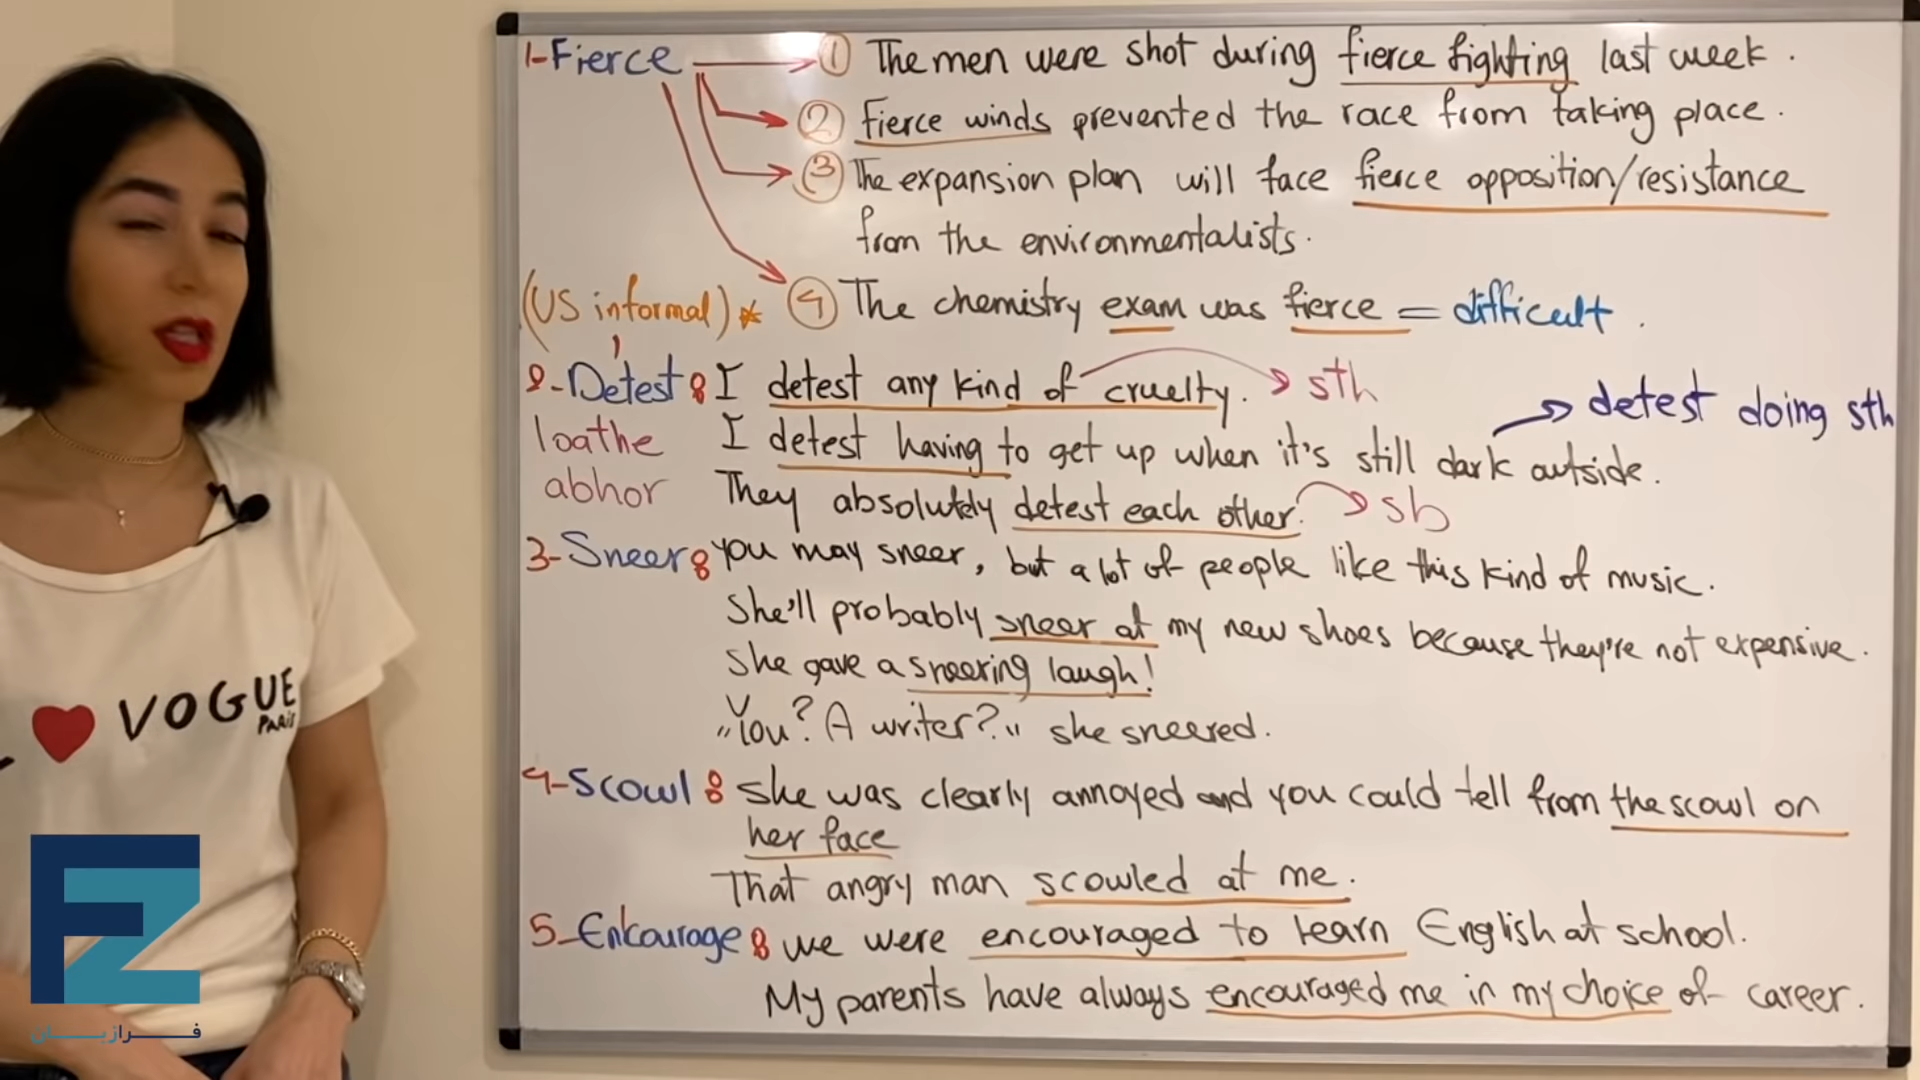 1-Fierce → ① The men were shot during fierce fighting last week.
② Fierce winds prevented the race from taking place.
③ The expansion plan will face fierce opposition/resistance
from the environmentalists.
(US informal) * ④ The chemistry exam was fierce = difficult.
2-Detest: I detest any kind of cruelty. → sth
→ detest doing sth
loathe I detest having to get up when it's still dark outside.
abhor They absolutely detest each other. → sb
3-Sneer: you may sneer, but a lot of people like this kind of music.
She'll probably sneer at my new shoes because they're not expensive.
She gave a sneering laugh!
"You? A writer?" she sneered.
4-Scowl: She was clearly annoyed and you could tell from the scowl on
her face
That angry man scowled at me.
5-Enkourage: we were encouraged to learn English at school.
My parents have always encouraged me in my choice of career.
VOGUE
PARIS
FZ
فرازبان